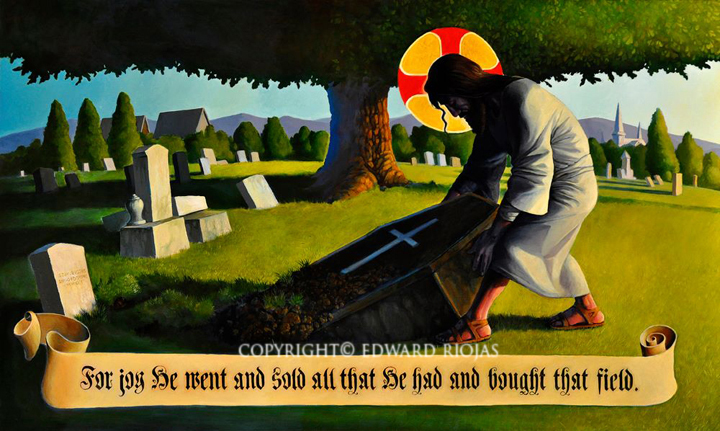 COPYRIGHT© EDWARD RIOJAS
For joy He went and Sold all that He had and bought that field.